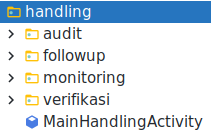 handling
audit
followup
monitoring
verifikasi
MainHandlingActivity